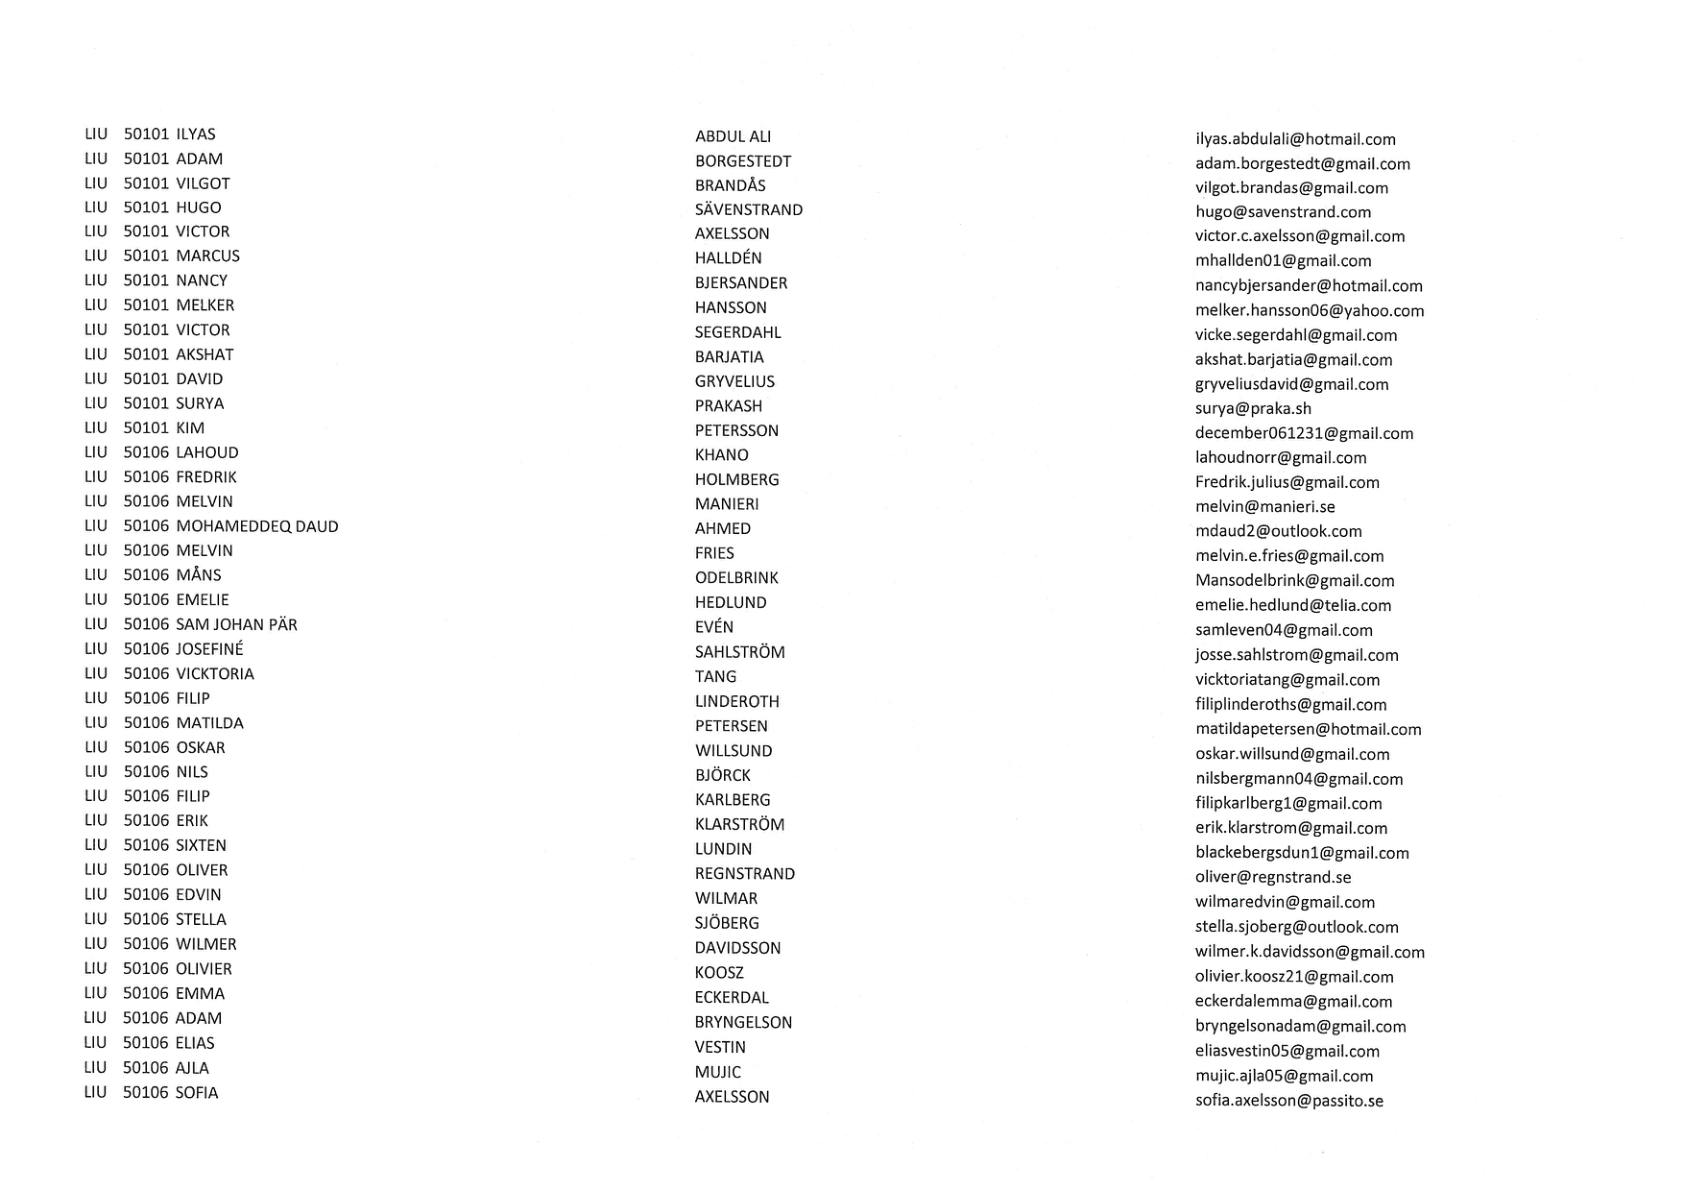 LIU 50101 ILYAS ABDUL ALI ilyas.abdulali@hotmail.com
LIU 50101 ADAM BORGESTEDT adam.borgestedt@gmail.com
LIU 50101 VILGOT BRANDÅS vilgot.brandas@gmail.com
LIU 50101 HUGO SÄVENSTRAND hugo@savenstrand.com
LIU 50101 VICTOR AXELSSON victor.c.axelsson@gmail.com
LIU 50101 MARCUS HALLDÉN mhallden01@gmail.com
LIU 50101 NANCY BJERSANDER nancybjersander@hotmail.com
LIU 50101 MELKER HANSSON melker.hansson06@yahoo.com
LIU 50101 VICTOR SEGERDAHL vicke.segerdahl@gmail.com
LIU 50101 AKSHAT BARJATIA akshat.barjatia@gmail.com
LIU 50101 DAVID GRYVELIUS gryveliusdavid@gmail.com
LIU 50101 SURYA PRAKASH surya@praka.sh
LIU 50101 KIM PETERSSON december061231@gmail.com
LIU 50106 LAHOUD KHANO lahoudnorr@gmail.com
LIU 50106 FREDRIK HOLMBERG Fredrik.julius@gmail.com
LIU 50106 MELVIN MANIERI melvin@manieri.se
LIU 50106 MOHAMEDDEQ DAUD AHMED mdaud2@outlook.com
LIU 50106 MELVIN FRIES melvin.e.fries@gmail.com
LIU 50106 MÅNS ODELBRINK Mansodelbrink@gmail.com
LIU 50106 EMELIE HEDLUND emelie.hedlund@telia.com
LIU 50106 SAM JOHAN PÄR EVÉN samleven04@gmail.com
LIU 50106 JOSEFINÉ SAHLSTRÖM josse.sahlstrom@gmail.com
LIU 50106 VICKTORIA TANG vicktoriatang@gmail.com
LIU 50106 FILIP LINDEROTH filiplinderoths@gmail.com
LIU 50106 MATILDA PETERSEN matildapetersen@hotmail.com
LIU 50106 OSKAR WILLSUND oskar.willsund@gmail.com
LIU 50106 NILS BJÖRCK nilsbergmann04@gmail.com
LIU 50106 FILIP KARLBERG filipkarlberg1@gmail.com
LIU 50106 ERIK KLARSTRÖM erik.klarstrom@gmail.com
LIU 50106 SIXTEN LUNDIN blackebergsdun1@gmail.com
LIU 50106 OLIVER REGNSTRAND oliver@regnstrand.se
LIU 50106 EDVIN WILMAR wilmaredvin@gmail.com
LIU 50106 STELLA SJÖBERG stella.sjoberg@outlook.com
LIU 50106 WILMER DAVIDSSON wilmer.k.davidsson@gmail.com
LIU 50106 OLIVIER KOOSZ olivier.koosz21@gmail.com
LIU 50106 EMMA ECKERDAL eckerdalemma@gmail.com
LIU 50106 ADAM BRYNGELSON bryngelsonadam@gmail.com
LIU 50106 ELIAS VESTIN eliasvestin05@gmail.com
LIU 50106 AJLA MUJIC mujic.ajla05@gmail.com
LIU 50106 SOFIA AXELSSON sofia.axelsson@passito.se